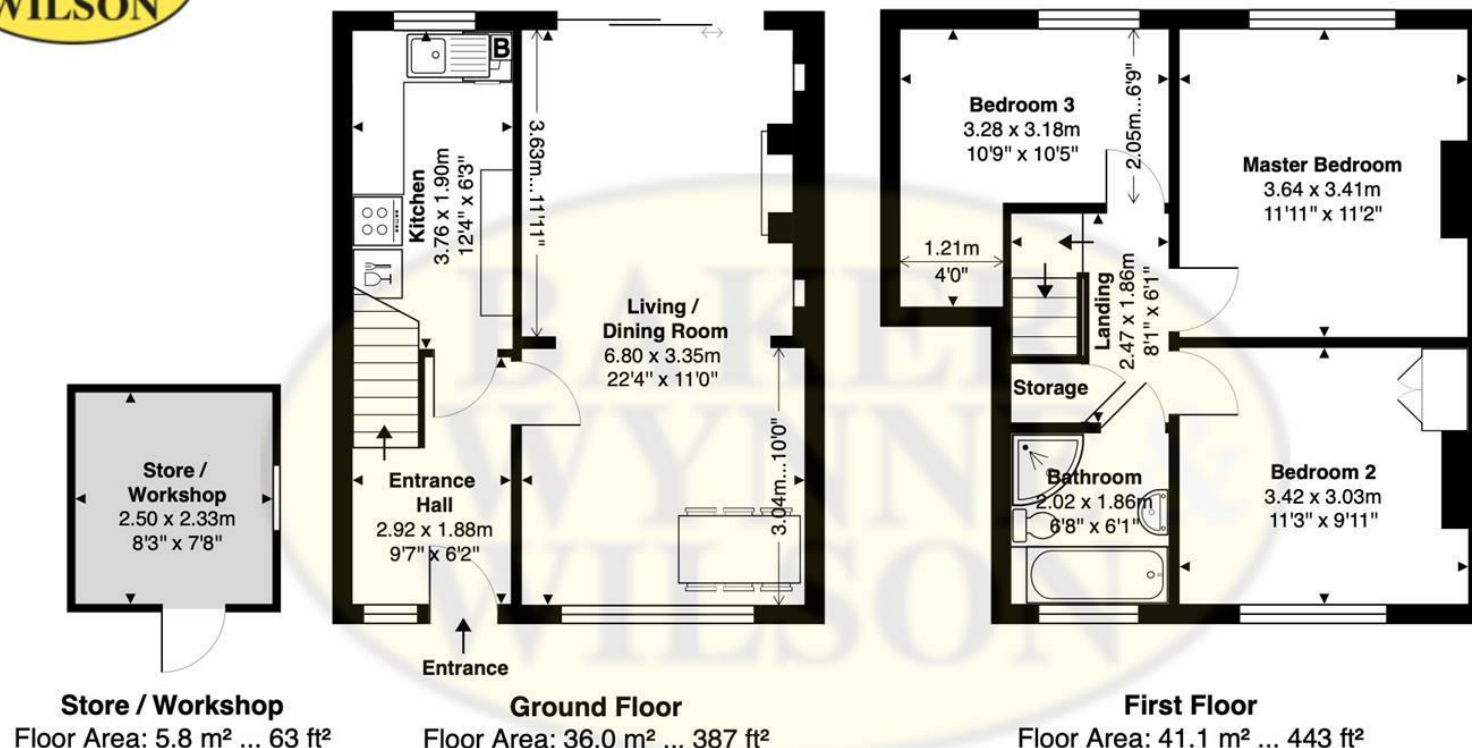 WILSON
B
Kitchen
3.76 x 1.90m
12'4" x 6'3"
3.63m...11'11"
Living /
Dining Room
6.80 x 3.35m
22'4" x 11'0"
3.04m...10'0"
Entrance
Hall
2.92 x 1.88m
9'7" x 6'2"
Entrance
Store /
Workshop
2.50 x 2.33m
8'3" x 7'8"
Bedroom 3
3.28 x 3.18m
10'9" x 10'5"
2.05m...6'9"
1.21m
4'0"
Master Bedroom
3.64 x 3.41m
11'11" x 11'2"
Landing
2.47 x 1.86m
8'1" x 6'1"
Storage
Bathroom
2.02 x 1.86m
6'8" x 6'1"
Bedroom 2
3.42 x 3.03m
11'3" x 9'11"
BAKER
WYNNE &
WILSON
Store / Workshop
Floor Area: 5.8 m² ... 63 ft²
Ground Floor
Floor Area: 36.0 m² ... 387 ft²
First Floor
Floor Area: 41.1 m² ... 443 ft²